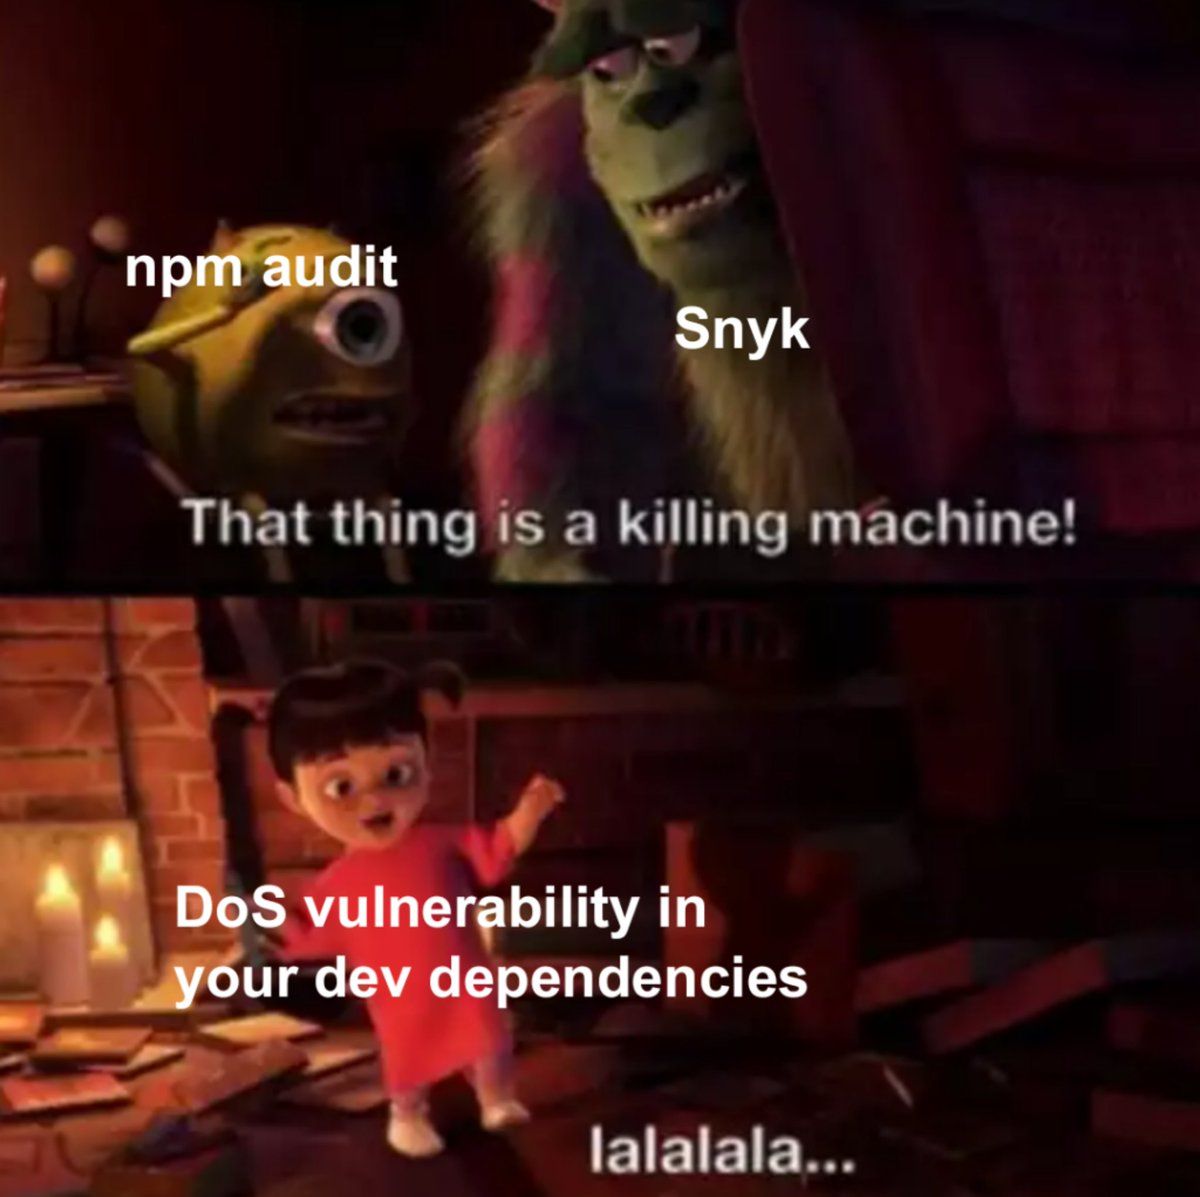 npm audit
Snyk
That thing is a killing machine!
DoS vulnerability in
your dev dependencies
lalalala...